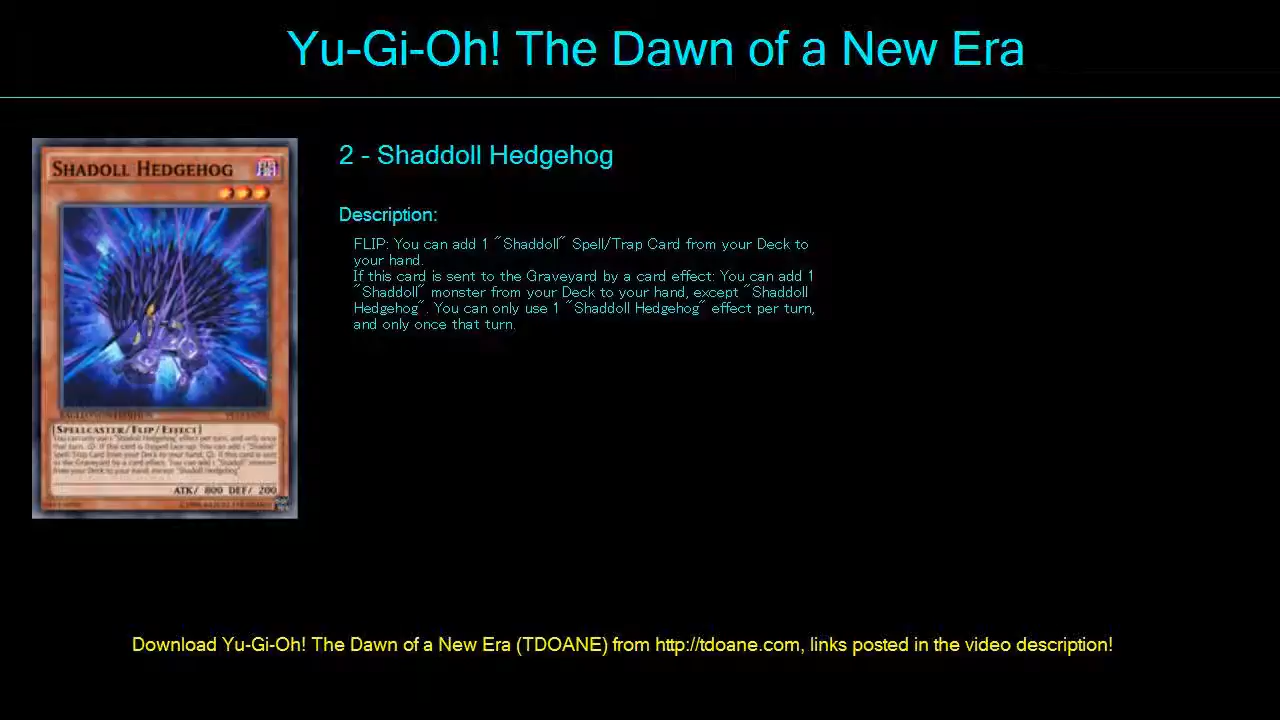 Yu-Gi-Oh! The Dawn of a New Era
SHADOLL HEDGEHOG
2 - Shaddoll Hedgehog
Description:
FLIP: You can add 1 "Shaddoll" Spell/Trap Card from your Deck to
your hand.
If this card is sent to the Graveyard by a card effect: You can add 1
"Shaddoll" monster from your Deck to your hand, except "Shaddoll
Hedgehog". You can only use 1 "Shaddoll Hedgehog" effect per turn,
and only once that turn.
[SPELLCASTER/FLIP/EFFECT]
ATK/ 800 DEF/ 200
Download Yu-Gi-Oh! The Dawn of a New Era (TDOANE) from http://tdoane.com, links posted in the video description!